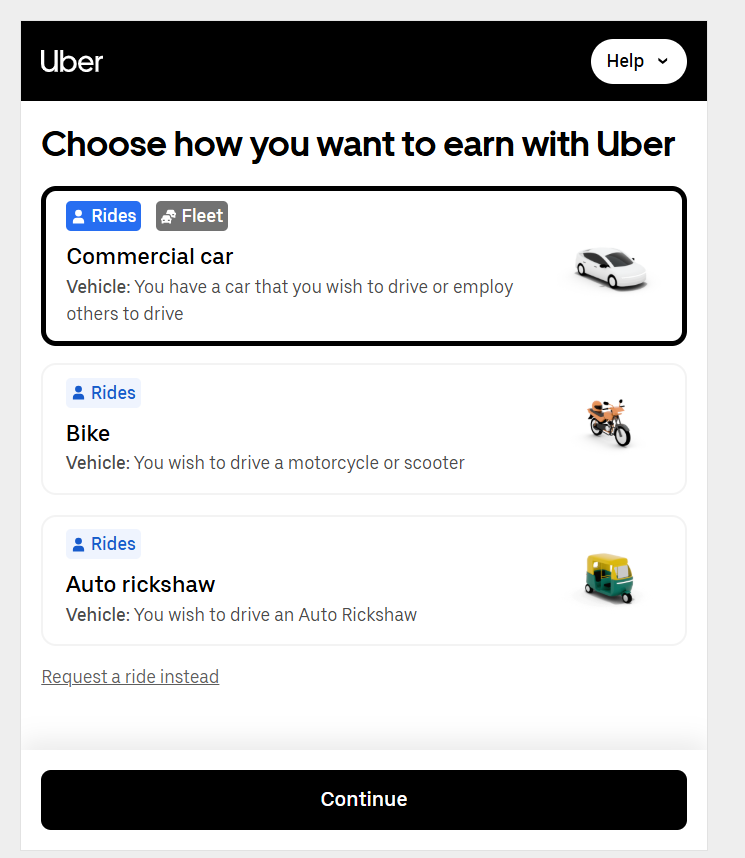 Uber
Help
Choose how you want to earn with Uber
Rides
Fleet
Commercial car
Vehicle: You have a car that you wish to drive or employ
others to drive
Rides
Bike
Vehicle: You wish to drive a motorcycle or scooter
Rides
Auto rickshaw
Vehicle: You wish to drive an Auto Rickshaw
Request a ride instead
Continue